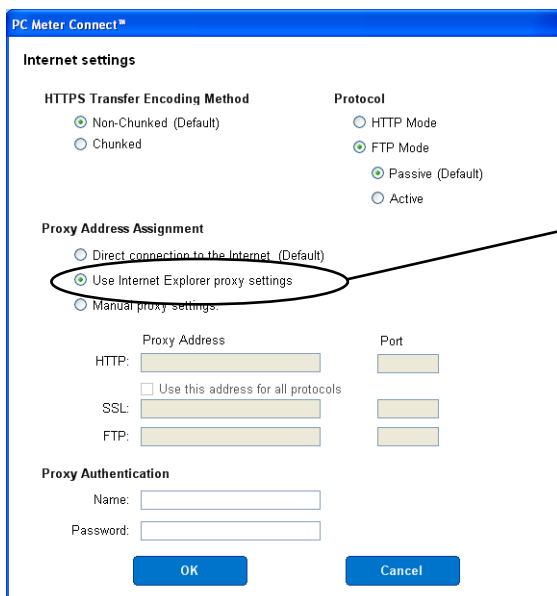 PC Meter Connect™
Internet settings
HTTPS Transfer Encoding Method
Non-Chunked (Default)
Chunked
Protocol
HTTP Mode
FTP Mode
Passive (Default)
Active
Proxy Address Assignment
Direct connection to the Internet (Default)
Use Internet Explorer proxy settings
Manual proxy settings:
Proxy Address Port
HTTP:
Use this address for all protocols
SSL:
FTP:
Proxy Authentication
Name:
Password:
OK Cancel